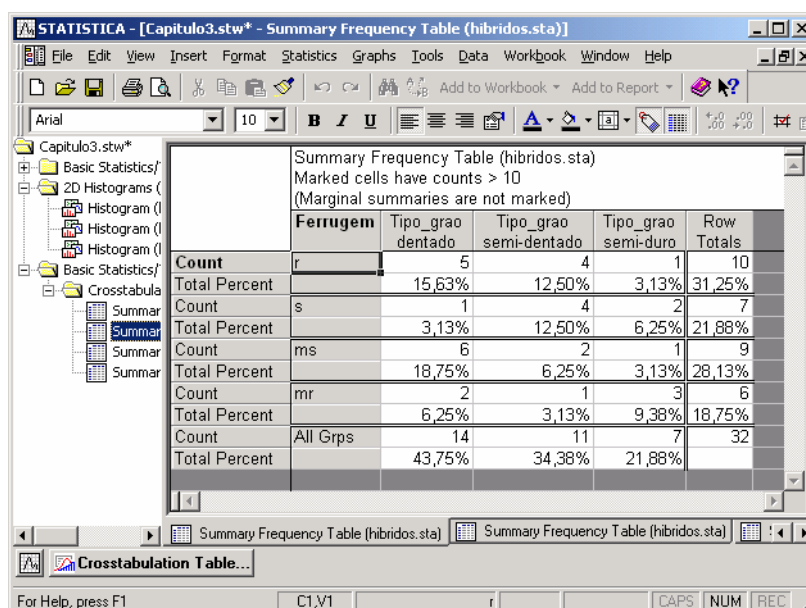 STATISTICA - [Capitulo3.stw* - Summary Frequency Table (hibridos.sta)]
File Edit View Insert Format Statistics Graphs Tools Data Workbook Window Help
Add to Workbook Add to Report
Arial 10 B I U A a
Capitulo3.stw*
Basic Statistics/
2D Histograms (
Histogram (
Histogram (
Histogram (
Basic Statistics/
Crosstabula
Summar
Summar
Summar
Summar
Summary Frequency Table (hibridos.sta)
Marked cells have counts > 10
(Marginal summaries are not marked)
Ferrugem Tipo_grao dentado Tipo_grao semi-dentado Tipo_grao semi-duro Row Totals
Count r 5 4 1 10
Total Percent 15,63% 12,50% 3,13% 31,25%
Count s 1 4 2 7
Total Percent 3,13% 12,50% 6,25% 21,88%
Count ms 6 2 1 9
Total Percent 18,75% 6,25% 3,13% 28,13%
Count mr 2 1 3 6
Total Percent 6,25% 3,13% 9,38% 18,75%
Count All Grps 14 11 7 32
Total Percent 43,75% 34,38% 21,88%
Summary Frequency Table (hibridos.sta) Summary Frequency Table (hibridos.sta)
Crosstabulation Table...
For Help, press F1 C1,V1 r CAPS NUM REC